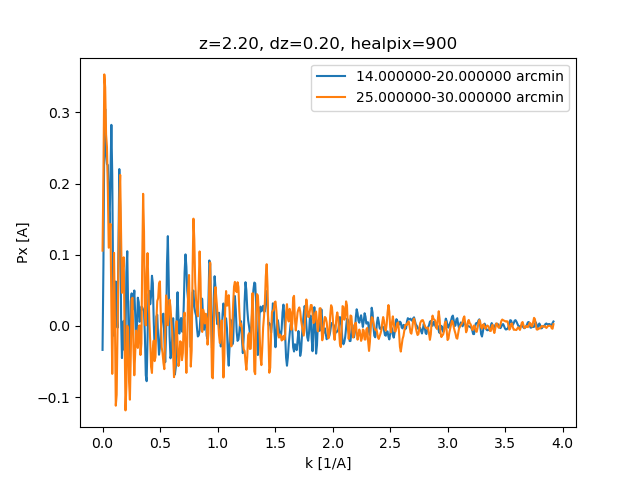 z=2.20, dz=0.20, healpix=900
14.000000-20.000000 arcmin
25.000000-30.000000 arcmin
Px [A]
0.3
0.2
0.1
0.0
−0.1
0.0 0.5 1.0 1.5 2.0 2.5 3.0 3.5 4.0
k [1/A]